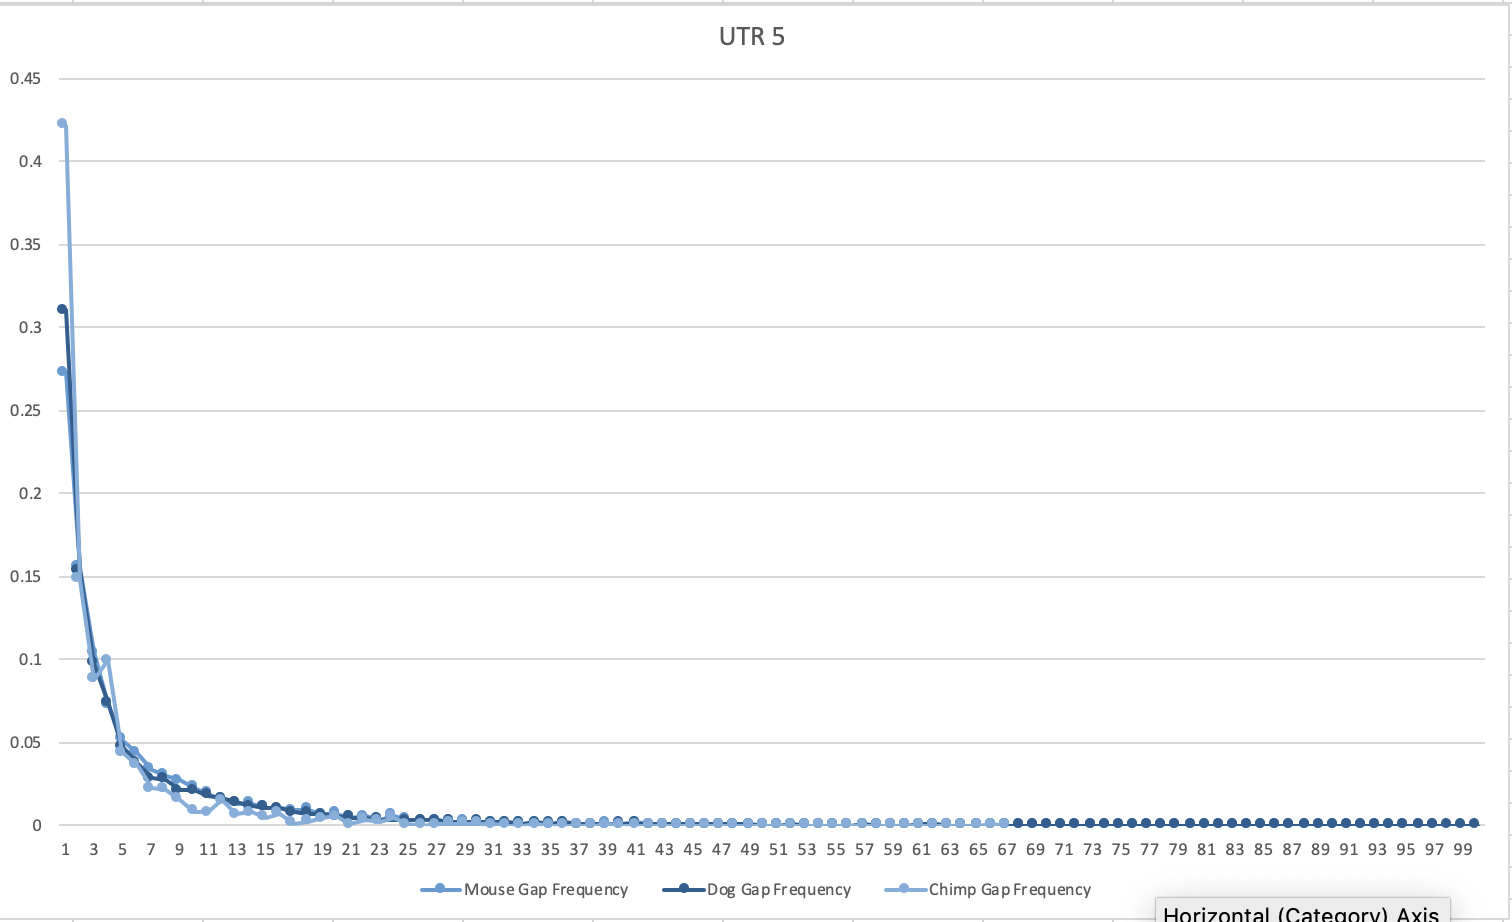 UTR 5
0.45
0.4
0.35
0.3
0.25
0.2
0.15
0.1
0.05
0
1 3 5 7 9 11 13 15 17 19 21 23 25 27 29 31 33 35 37 39 41 43 45 47 49 51 53 55 57 59 61 63 65 67 69 71 73 75 77 79 81 83 85 87 89 91 93 95 97 99
Mouse Gap Frequency Dog Gap Frequency Chimp Gap Frequency
Horizontal (Category) Axis